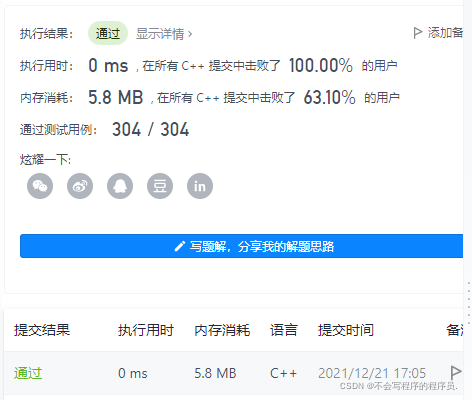 执行结果： 通过 显示详情 › 添加备
执行用时： 0 ms , 在所有 C++ 提交中击败了 100.00% 的用户
内存消耗： 5.8 MB , 在所有 C++ 提交中击败了 63.10% 的用户
通过测试用例： 304 / 304
炫耀一下:
豆 in
写题解，分享我的解题思路
提交结果 执行用时 内存消耗 语言 提交时间 备注
通过 0 ms 5.8 MB C++ 2021/12/21 17:05
CSDN @不会写程序的程序员.